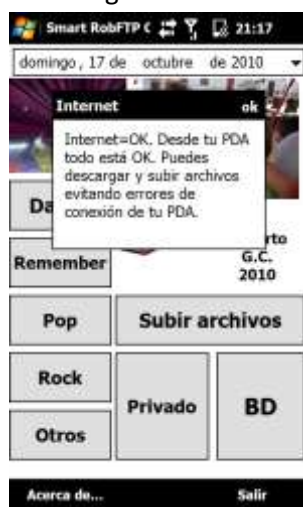 Smart RobFTP C 21:17
domingo, 17 de octubre de 2010
Internet ok
Internet=OK. Desde tu PDA
todo está OK. Puedes
descargar y subir archivos
evitando errores de
conexión de tu PDA.
Remember
G.C.
2010
Pop
Subir archivos
Rock
Privado
BD
Otros
Acerca de... Salir